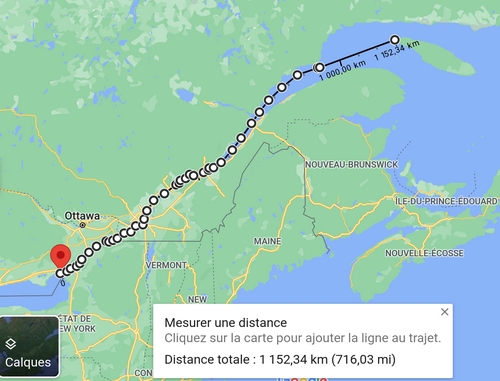 1 000,00 km
1 152,34 km
NOUVEAU-BRUNSWICK
ÎLE-DU-PRINCE-ÉDOUARD
Ottawa
MAINE
NOUVELLE-ÉCOSSE
VERMONT
0
NEW
ÉTAT DE
NEW YORK
CON
Calques
Mesurer une distance
Cliquez sur la carte pour ajouter la ligne au trajet.
Distance totale : 1 152,34 km (716,03 mi)